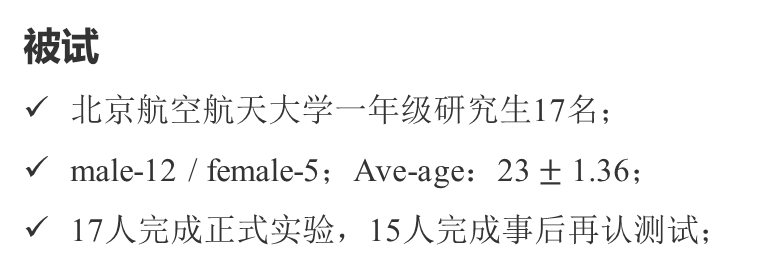 被试
✓ 北京航空航天大学一年级研究生17名；
✓ male-12 / female-5；Ave-age：23 ± 1.36；
✓ 17人完成正式实验，15人完成事后再认测试；